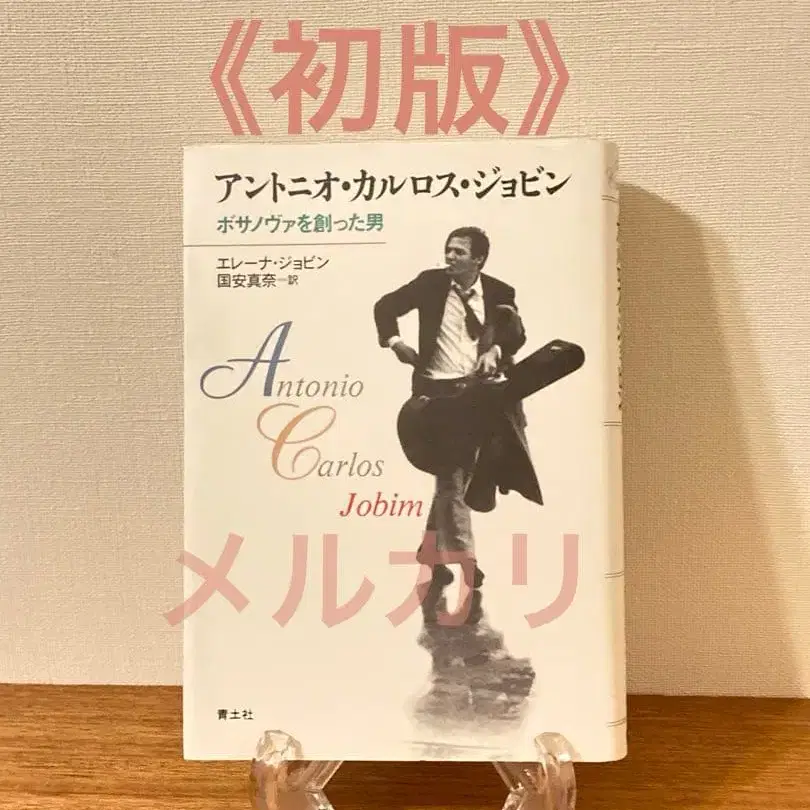 《初版》
アントニオ・カルロス・ジョビン
ボサノヴァを創った男
エレーナ・ジョビン
国安真奈―訳
Antonio
Carlos
Jobim
メルカリ
青土社